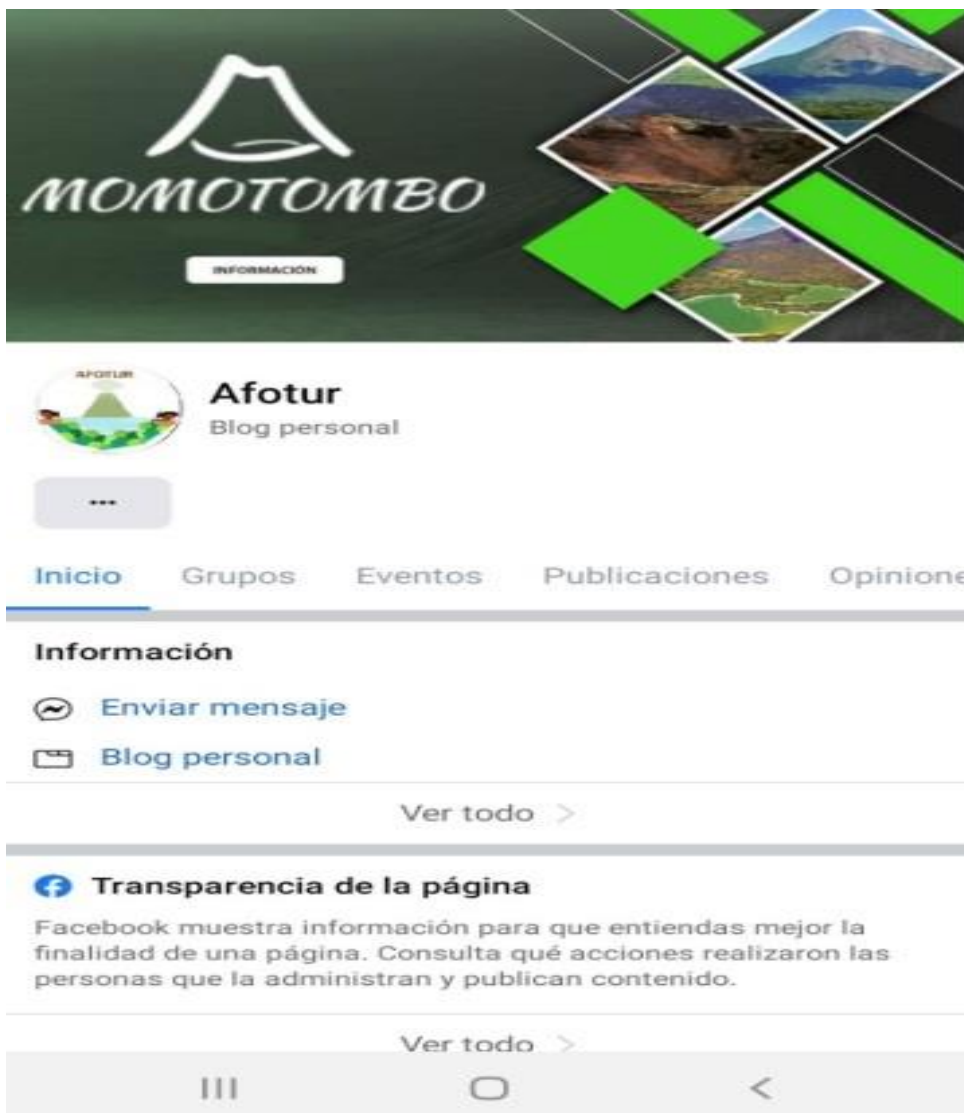 MOMOTOMBO
INFORMACIÓN
AFOTUR
Afotur
Blog personal
...
Inicio Grupos Eventos Publicaciones Opinione
Información
Enviar mensaje
Blog personal
Ver todo >
Transparencia de la página
Facebook muestra información para que entiendas mejor la
finalidad de una página. Consulta qué acciones realizaron las
personas que la administran y publican contenido.
Ver todo >